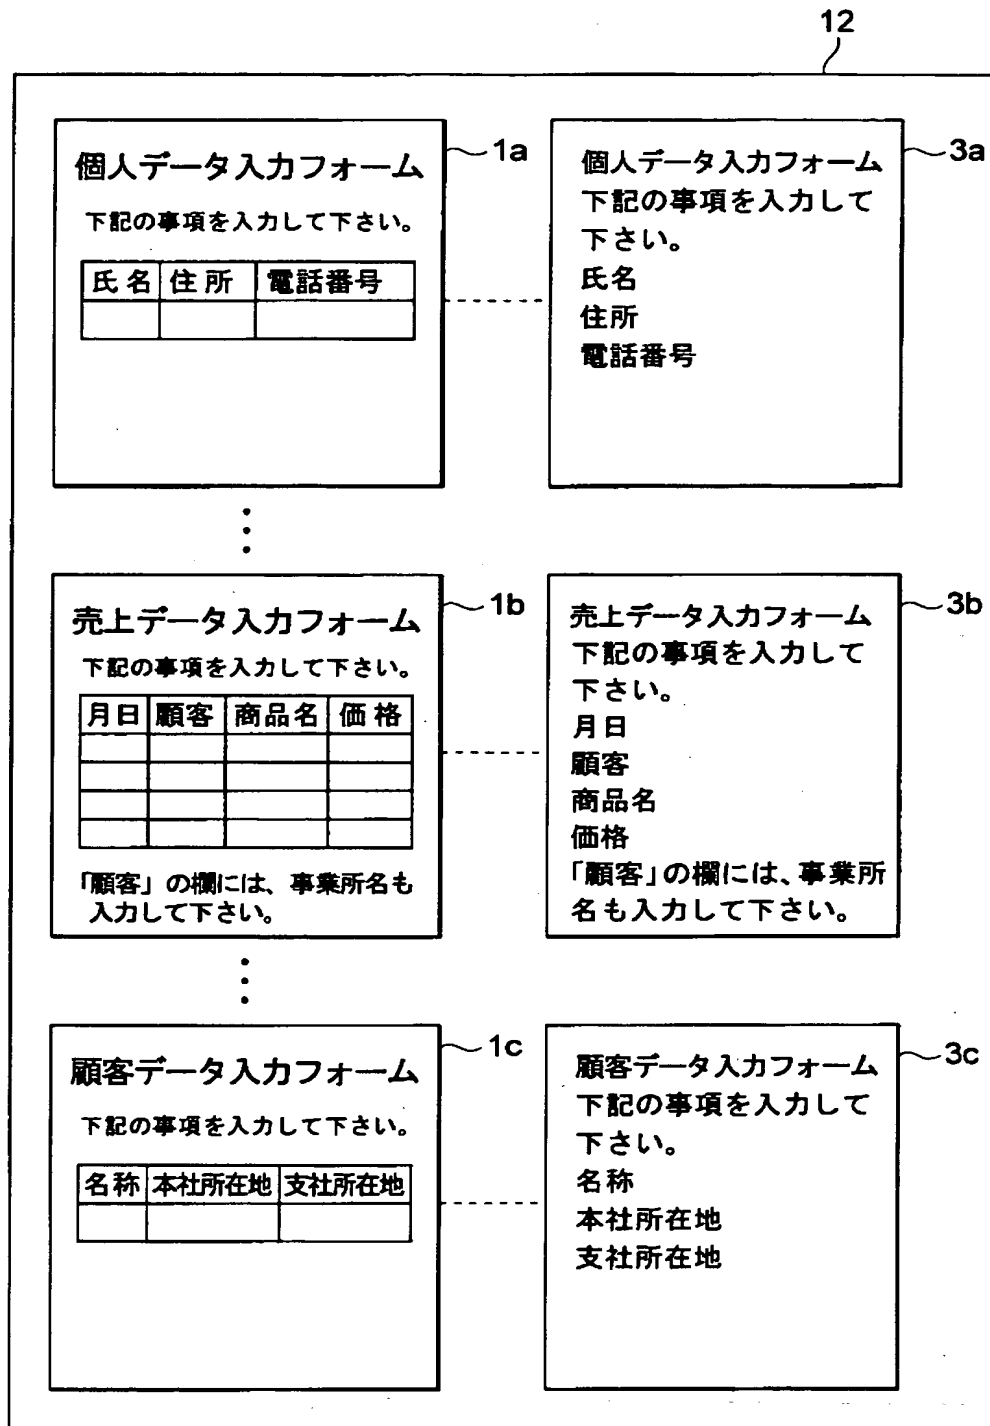 12
個人データ入力フォーム
下記の事項を入力して下さい。
氏名 住所 電話番号
1a
個人データ入力フォーム
下記の事項を入力して
下さい。
氏名
住所
電話番号
3a
売上データ入力フォーム
下記の事項を入力して下さい。
月日 顧客 商品名 価格
「顧客」の欄には、事業所名も
入力して下さい。
1b
売上データ入力フォーム
下記の事項を入力して
下さい。
月日
顧客
商品名
価格
「顧客」の欄には、事業所
名も入力して下さい。
3b
顧客データ入力フォーム
下記の事項を入力して下さい。
名称 本社所在地 支社所在地
1c
顧客データ入力フォーム
下記の事項を入力して
下さい。
名称
本社所在地
支社所在地
3c